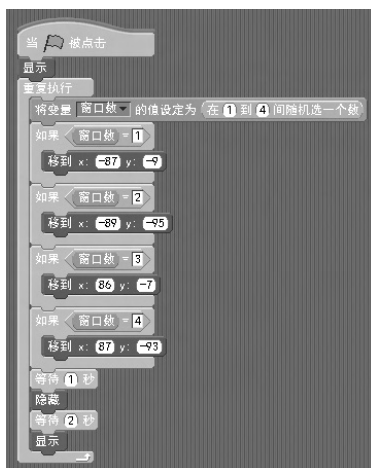 当 被点击
显示
重复执行
将变量 窗口数 的值设定为 在 1 到 4 间随机选一个数
如果 窗口数 = 1
移到 x: -87 y: -9
如果 窗口数 = 2
移到 x: -89 y: -95
如果 窗口数 = 3
移到 x: 86 y: -7
如果 窗口数 = 4
移到 x: 87 y: -93
等待 1 秒
隐藏
等待 2 秒
显示